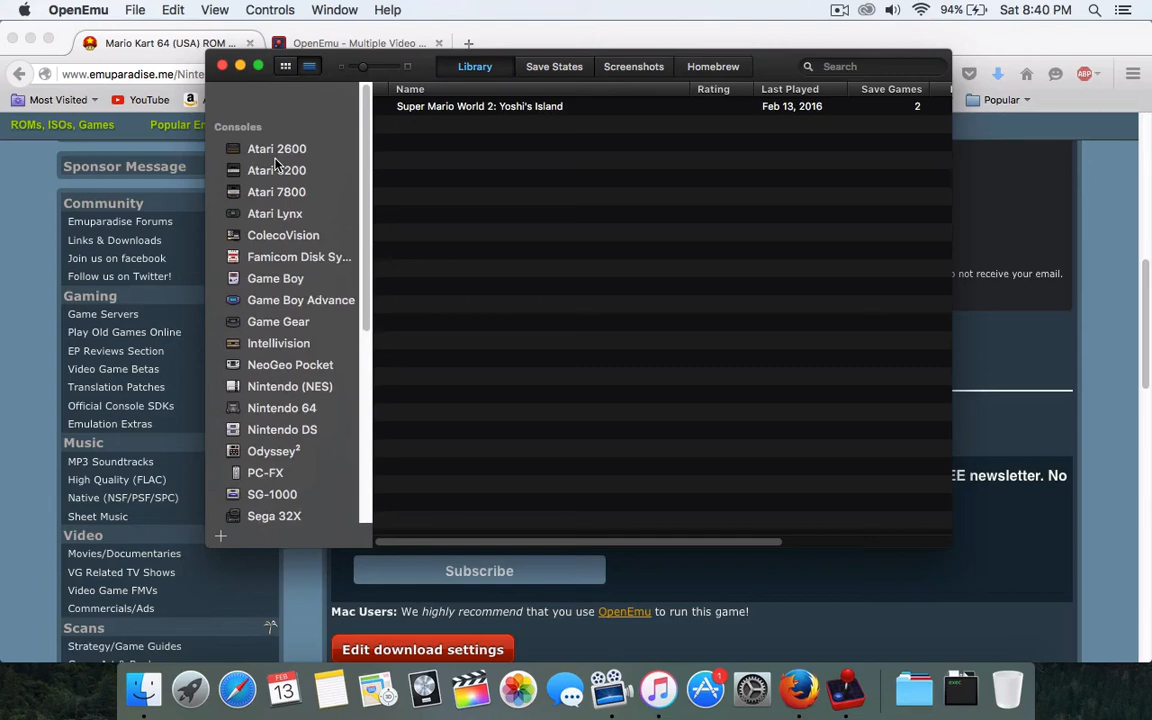 OpenEmu File Edit View Controls Window Help
94% Sat 8:40 PM
Mario Kart 64 (USA) ROM ...
OpenEmu - Multiple Video ...
www.emuparadise.me/Ninte
Most Visited
YouTube
Popular
ROMs, ISOs, Games
Popular En
ABP
Library
Save States
Screenshots
Homebrew
Search
Name
Rating
Last Played
Save Games
Super Mario World 2: Yoshi's Island
Feb 13, 2016
2
Consoles
Atari 2600
Atari 5200
Atari 7800
Atari Lynx
ColecoVision
Famicom Disk Sy...
Game Boy
Game Boy Advance
Game Gear
Intellivision
NeoGeo Pocket
Nintendo (NES)
Nintendo 64
Nintendo DS
Odyssey²
PC-FX
SG-1000
Sega 32X
Sponsor Message
Community
Emuparadise Forums
Links & Downloads
Join us on facebook
Follow us on Twitter!
Gaming
Game Servers
Play Old Games Online
EP Reviews Section
Video Game Betas
Translation Patches
Official Console SDKs
Emulation Extras
Music
MP3 Soundtracks
High Quality (FLAC)
Native (NSF/PSF/SPC)
Sheet Music
Video
Movies/Documentaries
VG Related TV Shows
Video Game FMVs
Commercials/Ads
Scans
Strategy/Game Guides
o not receive your email.
EE newsletter. No
Subscribe
Mac Users: We highly recommend that you use OpenEmu to run this game!
Edit download settings
FEB
13
1